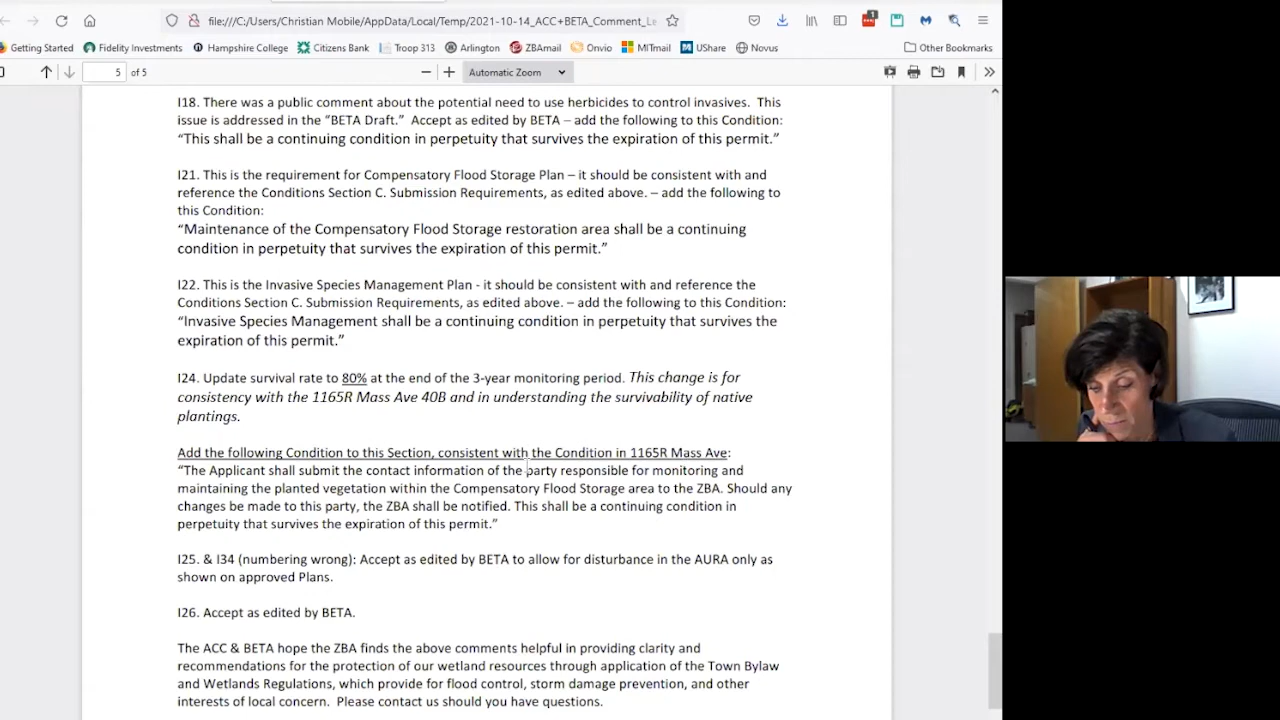 file:///C:/Users/Christian Mobile/AppData/Local/Temp/2021-10-14_ACC+BETA_Comment_Le
1
Getting Started
Fidelity Investments
Hampshire College
Citizens Bank
Troop 313
Arlington
ZBAmail
Onvio
MITmail
UShare
Novus
Other Bookmarks
5 of 5
Automatic Zoom
I18. There was a public comment about the potential need to use herbicides to control invasives. This
issue is addressed in the “BETA Draft.” Accept as edited by BETA – add the following to this Condition:
“This shall be a continuing condition in perpetuity that survives the expiration of this permit.”
I21. This is the requirement for Compensatory Flood Storage Plan – it should be consistent with and
reference the Conditions Section C. Submission Requirements, as edited above. – add the following to
this Condition:
“Maintenance of the Compensatory Flood Storage restoration area shall be a continuing
condition in perpetuity that survives the expiration of this permit.”
I22. This is the Invasive Species Management Plan - it should be consistent with and reference the
Conditions Section C. Submission Requirements, as edited above. – add the following to this Condition:
“Invasive Species Management shall be a continuing condition in perpetuity that survives the
expiration of this permit.”
I24. Update survival rate to 80% at the end of the 3-year monitoring period. This change is for
consistency with the 1165R Mass Ave 40B and in understanding the survivability of native
plantings.
Add the following Condition to this Section, consistent with the Condition in 1165R Mass Ave:
“The Applicant shall submit the contact information of the party responsible for monitoring and
maintaining the planted vegetation within the Compensatory Flood Storage area to the ZBA. Should any
changes be made to this party, the ZBA shall be notified. This shall be a continuing condition in
perpetuity that survives the expiration of this permit.”
I25. & I34 (numbering wrong): Accept as edited by BETA to allow for disturbance in the AURA only as
shown on approved Plans.
I26. Accept as edited by BETA.
The ACC & BETA hope the ZBA finds the above comments helpful in providing clarity and
recommendations for the protection of our wetland resources through application of the Town Bylaw
and Wetlands Regulations, which provide for flood control, storm damage prevention, and other
interests of local concern. Please contact us should you have questions.